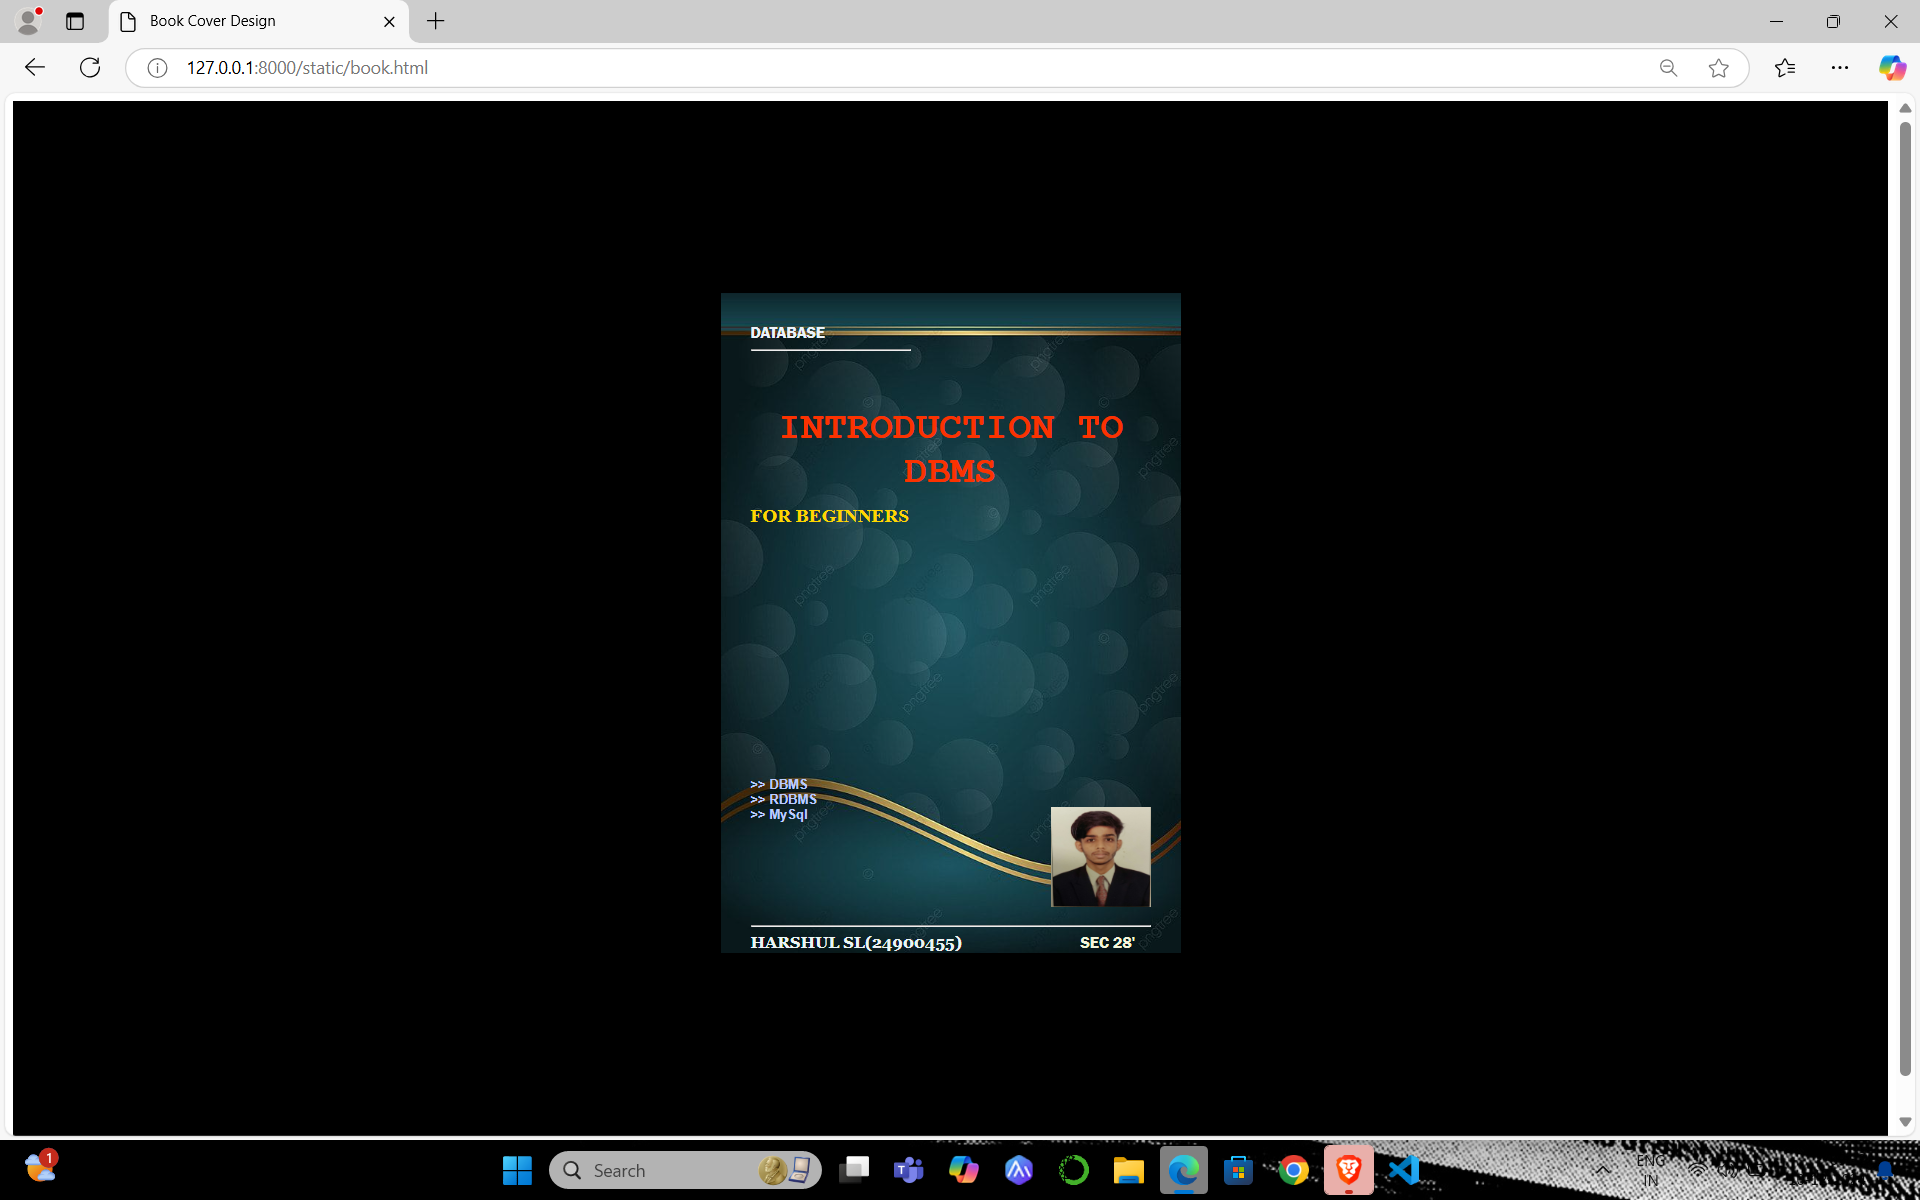 Book Cover Design
127.0.0.1:8000/static/book.html
DATABASE
INTRODUCTION TO
DBMS
FOR BEGINNERS
>> DBMS
>> RDBMS
>> MySql
HARSHUL SL(24900455)
SEC 28'
pngtree
1
Search
ENG
IN